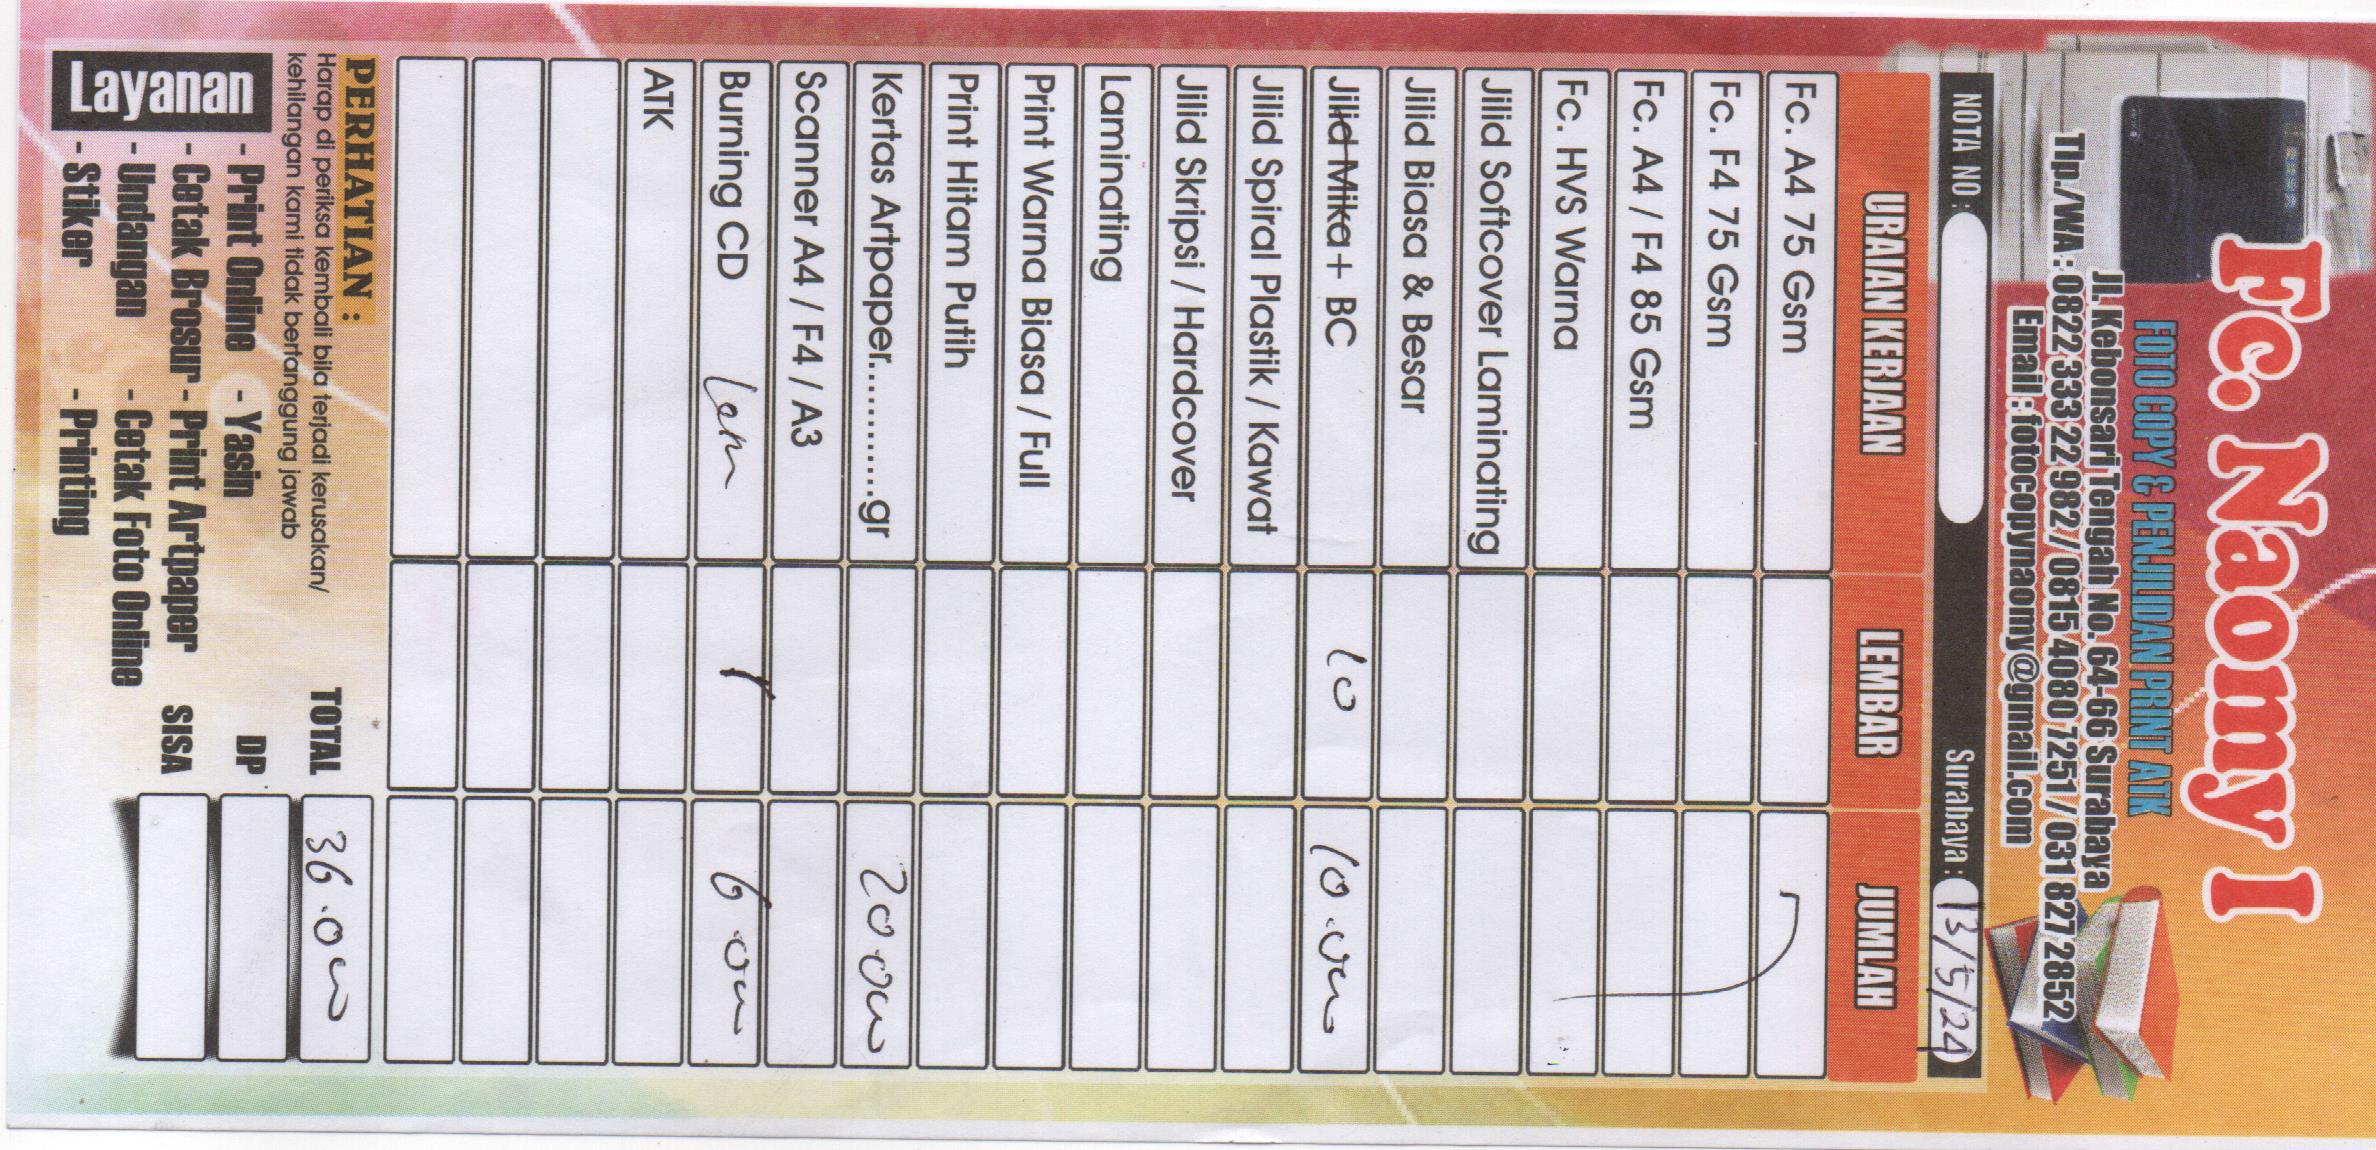 Fc. Naomy I
FOTO COPY & PENJILIDAN PRINT ATK
Jl. Kebonsari Tengah No. 64-66 Surabaya
Tlp./WA : 0822 333 22 982 / 0815 4080 7251 / 031 827 2852
Email : fotocopynaomy@gmail.com
NOTA NO : Surabaya : 13/5/24
URAIAN KERJAAN LEMBAR JUMLAH
Fc. A4 75 Gsm
Fc. F4 75 Gsm
Fc. A4 / F4 85 Gsm
Fc. HVS Warna
Jilid Softcover Laminating
Jilid Biasa & Besar
Jilid Mika + BC 10 10.000
Jilid Spiral Plastik / Kawat
Jilid Skripsi / Hardcover
Laminating
Print Warna Biasa / Full
Print Hitam Putih
Kertas Artpaper............gr 20.000
Scanner A4 / F4 / A3
Burning CD Lem 1 6.000
ATK
PERHATIAN :
Harap di periksa kembali bila terjadi kerusakan/
kehilangan kami tidak bertanggung jawab
TOTAL 36.000
DP
SISA
Layanan
- Print Online - Yasin
- Cetak Brosur - Print Artpaper
- Undangan - Cetak Foto Online
- Stiker - Printing